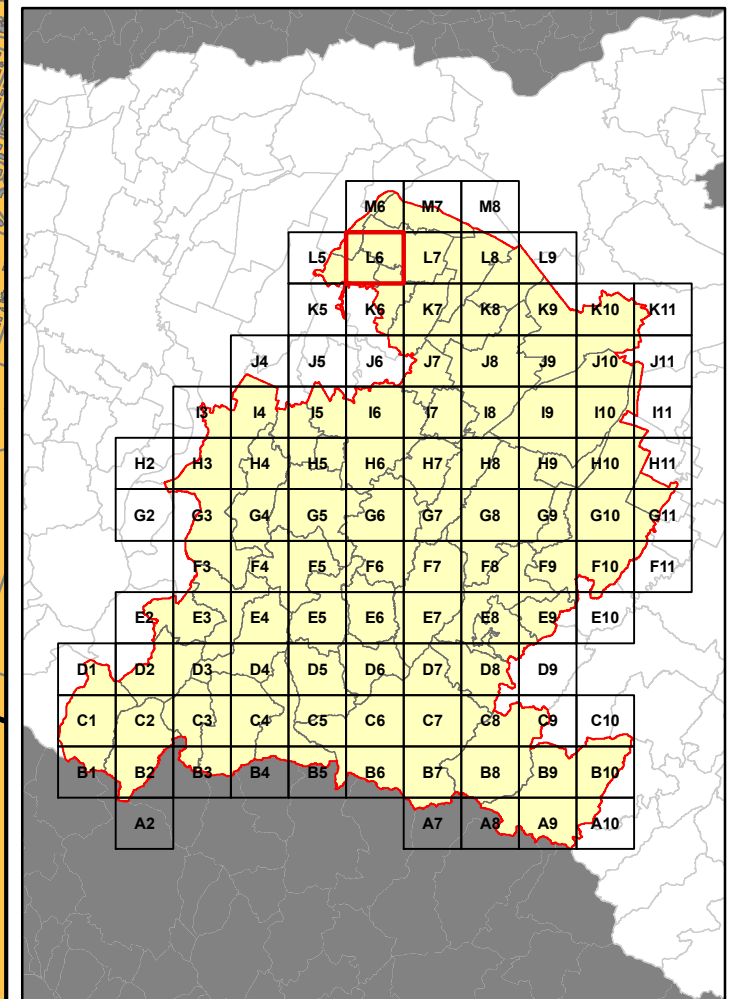 M6 M7 M8
L5 L6 L7 L8 L9
K5 K6 K7 K8 K9 K10 K11
J4 J5 J6 J7 J8 J9 J10 J11
I3 I4 I5 I6 I7 I8 I9 I10 I11
H2 H3 H4 H5 H6 H7 H8 H9 H10 H11
G2 G3 G4 G5 G6 G7 G8 G9 G10 G11
F3 F4 F5 F6 F7 F8 F9 F10 F11
E2 E3 E4 E5 E6 E7 E8 E9 E10
D1 D2 D3 D4 D5 D6 D7 D8 D9
C1 C2 C3 C4 C5 C6 C7 C8 C9 C10
B1 B2 B3 B4 B5 B6 B7 B8 B9 B10
A2 A7 A8 A9 A10